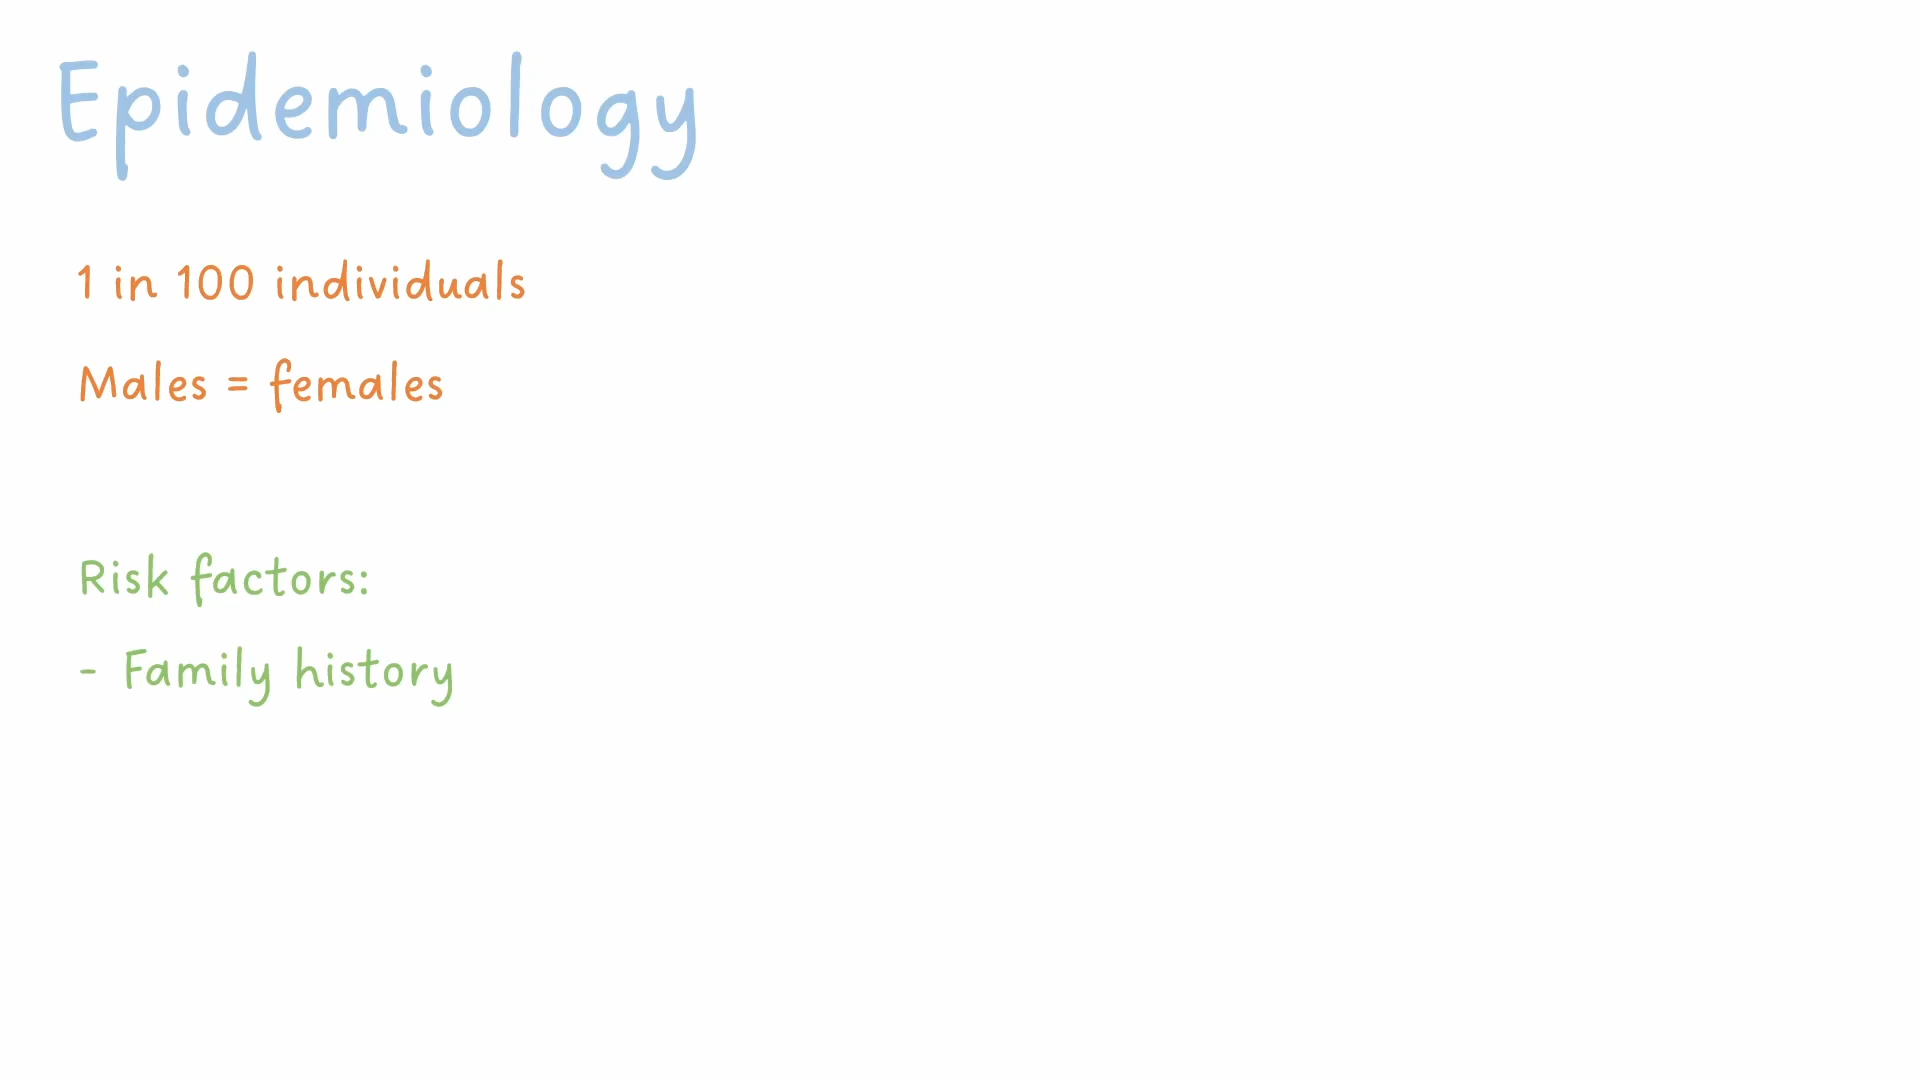 Epidemiology
1 in 100 individuals
Males = females
Risk factors:
- Family history